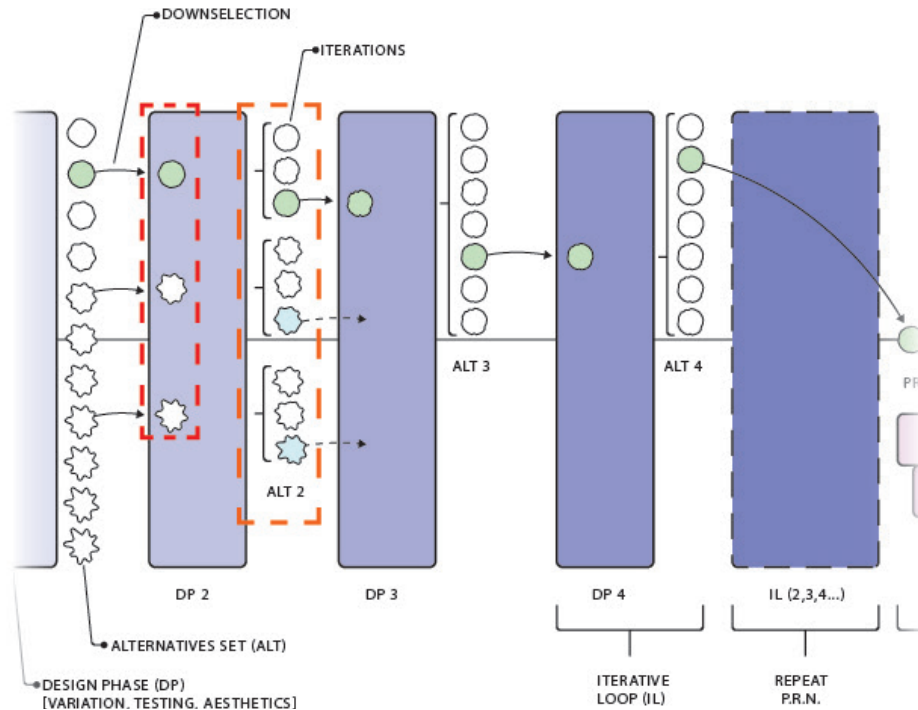 DOWNSELECTION
ITERATIONS
ALT 3
ALT 4
PR
ALT 2
DP 2
DP 3
DP 4
IL (2,3,4...)
ALTERNATIVES SET (ALT)
ITERATIVE
LOOP (IL)
REPEAT
P.R.N.
DESIGN PHASE (DP)
[VARIATION, TESTING, AESTHETICS]